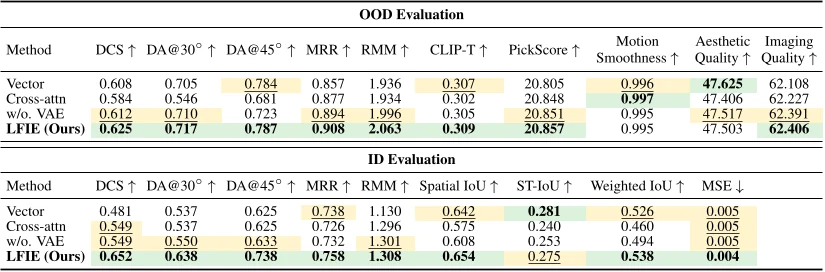 OOD Evaluation
Method DCS ↑ DA@30° ↑ DA@45° ↑ MRR ↑ RMM ↑ CLIP-T ↑ PickScore ↑ Motion Smoothness ↑ Aesthetic Quality ↑ Imaging Quality ↑
Vector 0.608 0.705 0.784 0.857 1.936 0.307 20.805 0.996 47.625 62.108
Cross-attn 0.584 0.546 0.681 0.877 1.934 0.302 20.848 0.997 47.406 62.227
w/o. VAE 0.612 0.710 0.723 0.894 1.996 0.305 20.851 0.995 47.517 62.391
LFIE (Ours) 0.625 0.717 0.787 0.908 2.063 0.309 20.857 0.995 47.503 62.406
ID Evaluation
Method DCS ↑ DA@30° ↑ DA@45° ↑ MRR ↑ RMM ↑ Spatial IoU ↑ ST-IoU ↑ Weighted IoU ↑ MSE ↓
Vector 0.481 0.537 0.625 0.738 1.130 0.642 0.281 0.526 0.005
Cross-attn 0.549 0.537 0.625 0.726 1.296 0.575 0.240 0.460 0.005
w/o. VAE 0.549 0.550 0.633 0.732 1.301 0.608 0.253 0.494 0.005
LFIE (Ours) 0.652 0.638 0.738 0.758 1.308 0.654 0.275 0.538 0.004